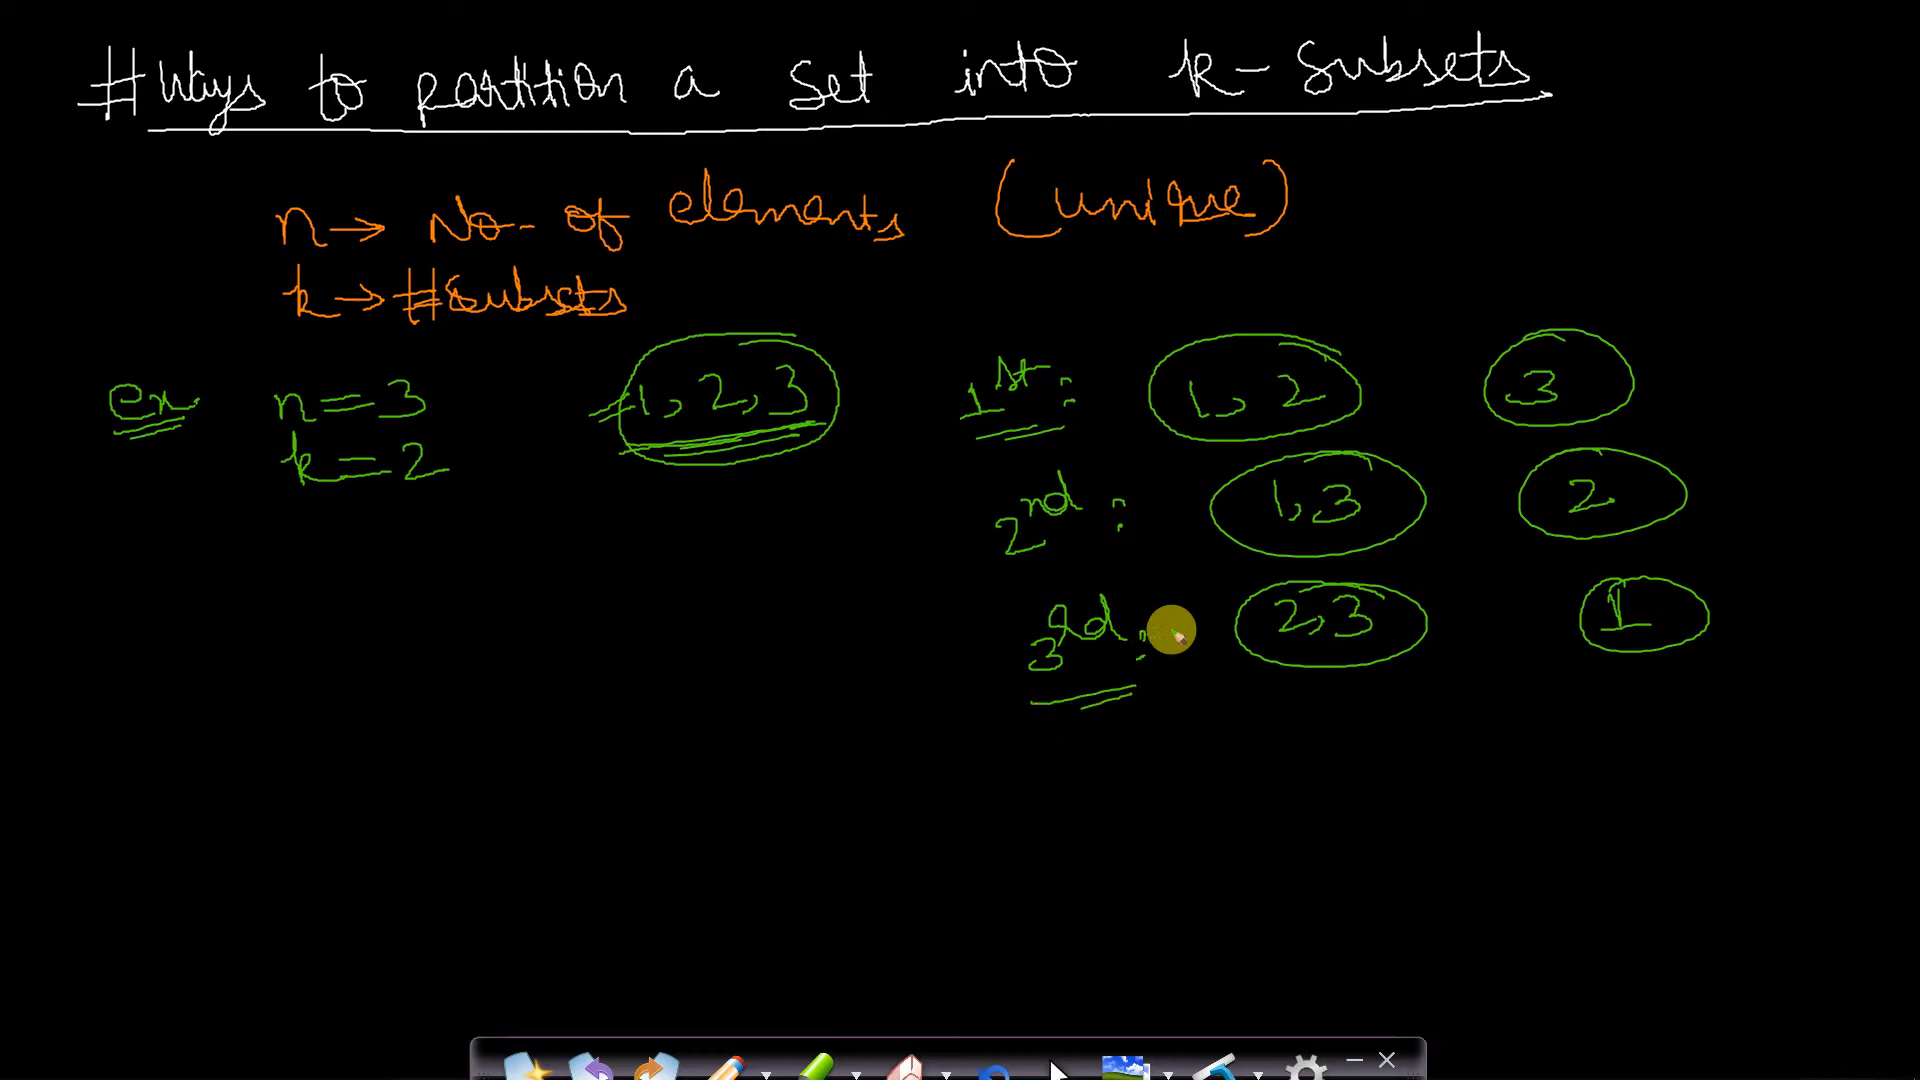 #Ways to partition a set into k-subsets
n→ No- of elements (unique)
k→ #subsets
ex n=3 1, 2, 3
k=2
1st: 1, 2 3
2nd: 1, 3 2
3rd: 2, 3 1